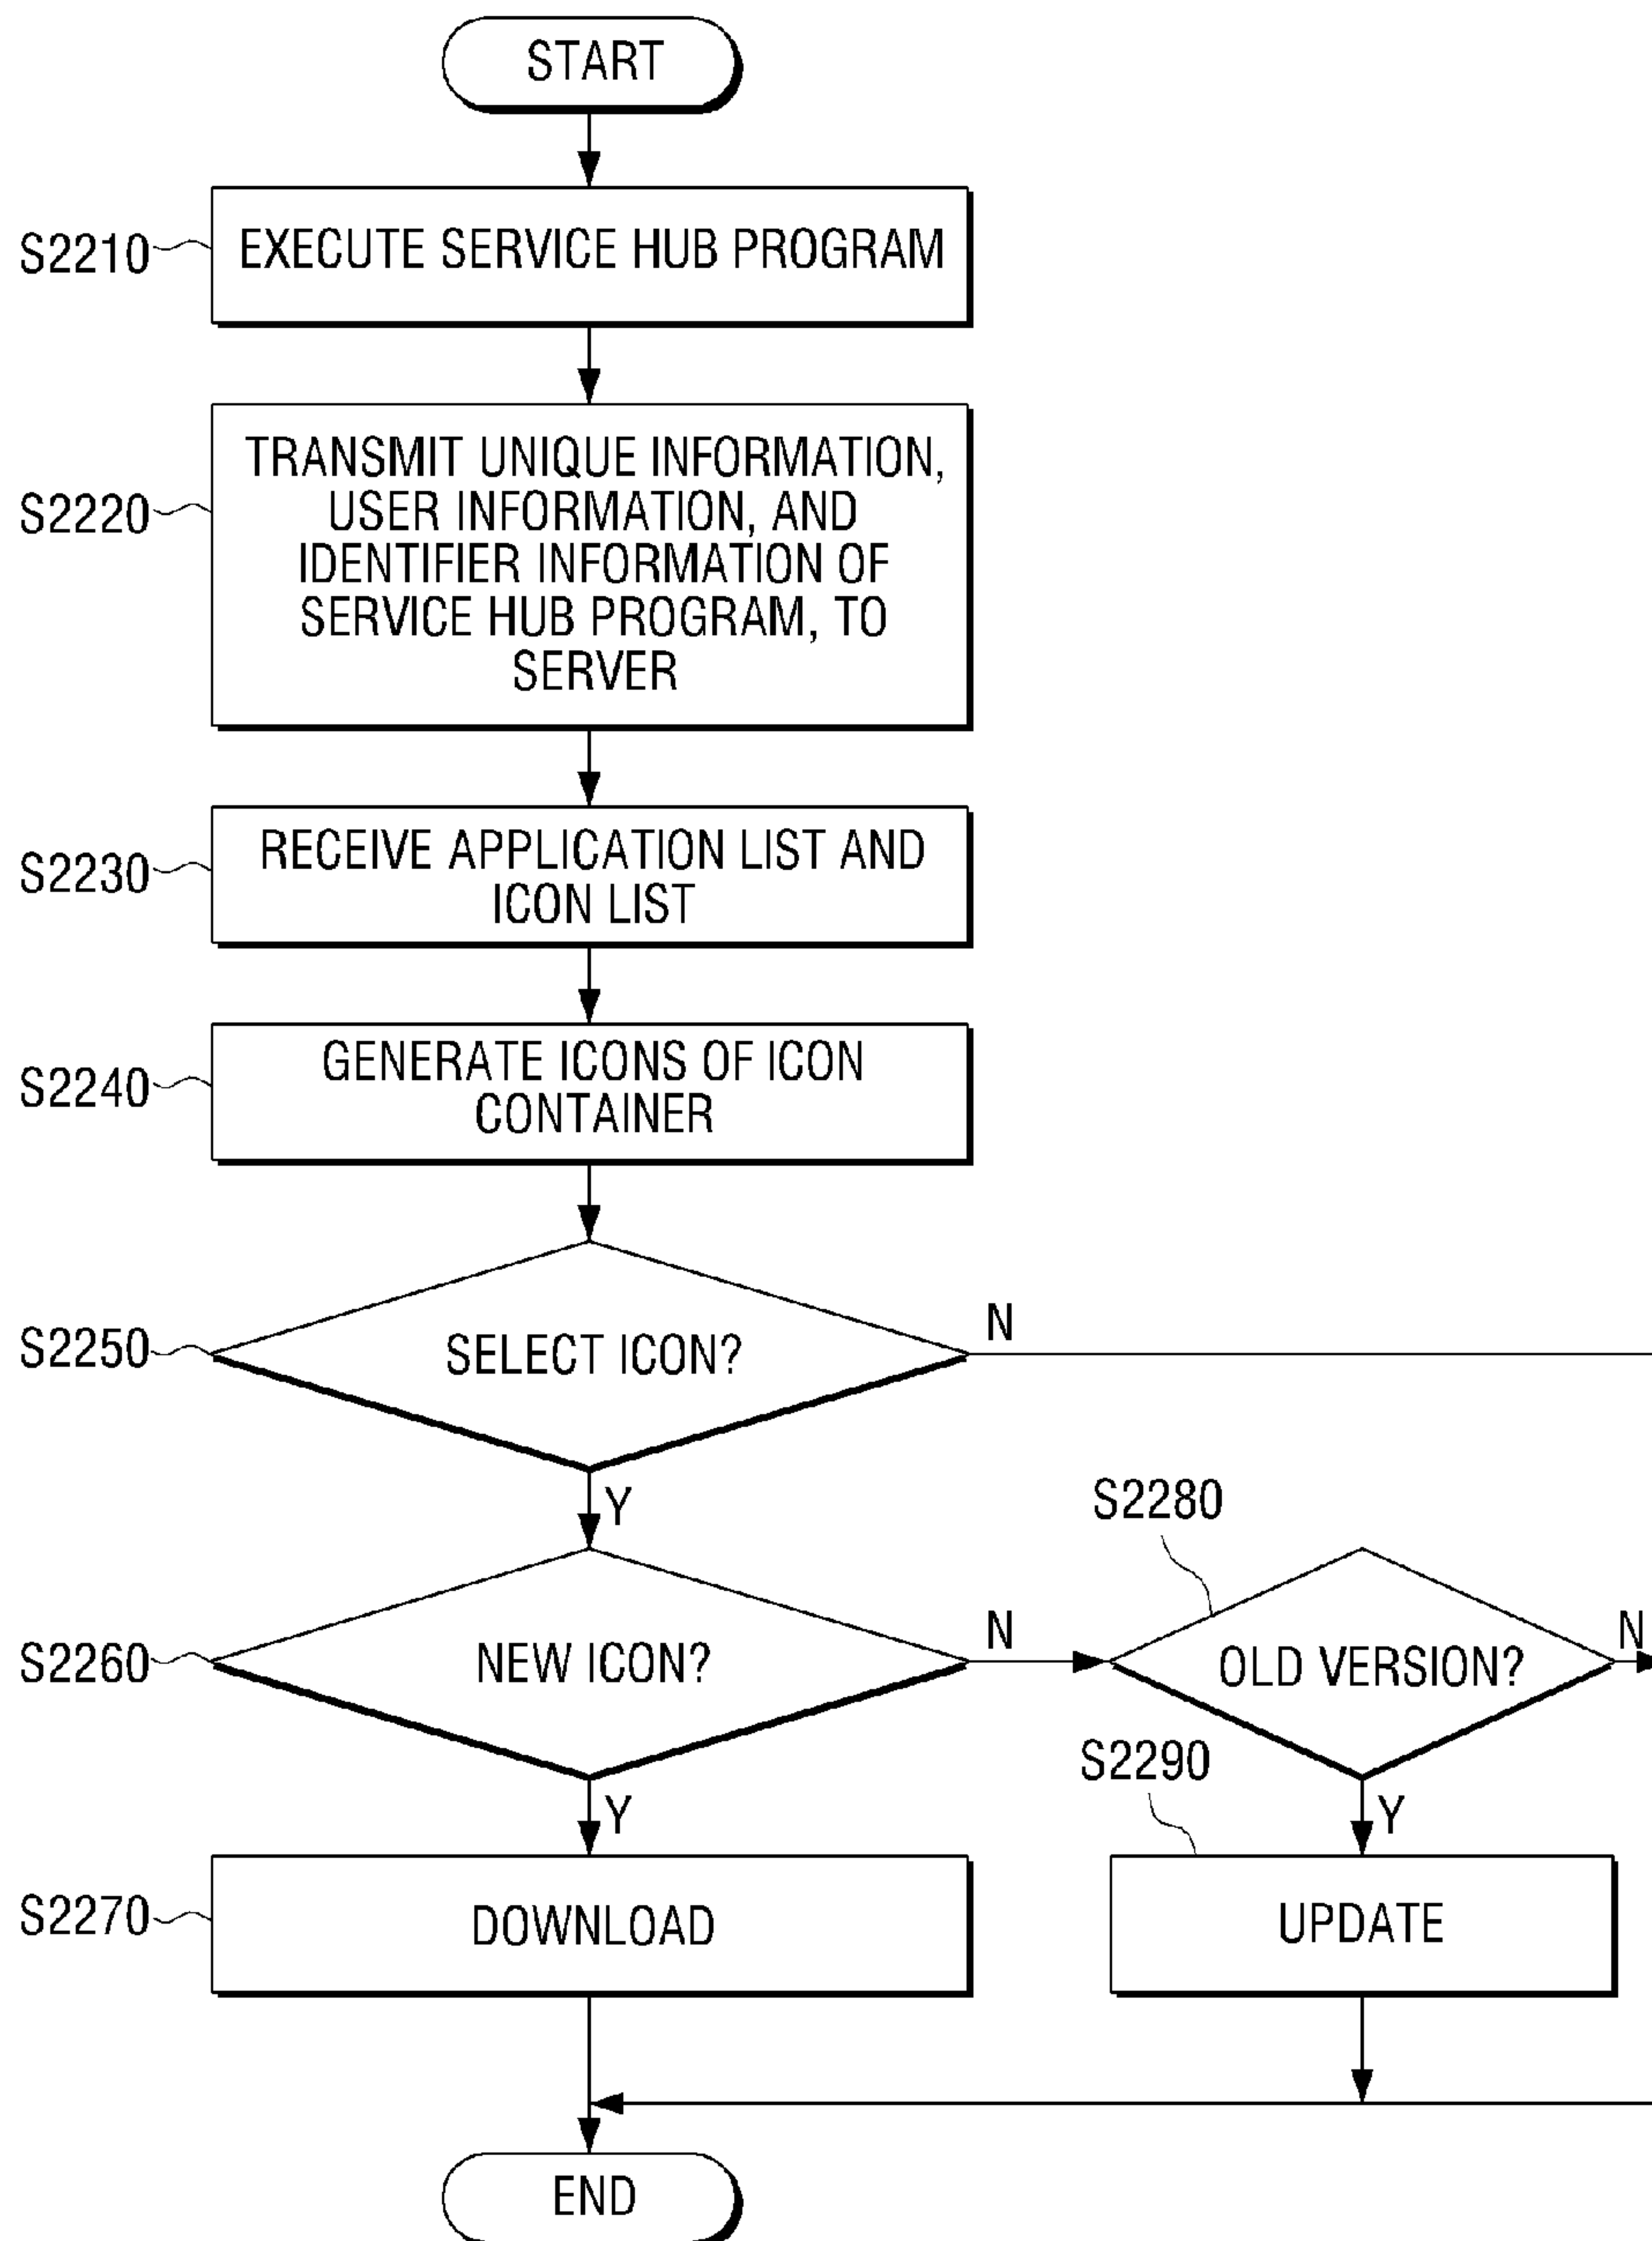 START
S2210
EXECUTE SERVICE HUB PROGRAM
S2220
TRANSMIT UNIQUE INFORMATION,
USER INFORMATION, AND
IDENTIFIER INFORMATION OF
SERVICE HUB PROGRAM, TO
SERVER
S2230
RECEIVE APPLICATION LIST AND
ICON LIST
S2240
GENERATE ICONS OF ICON
CONTAINER
S2250
SELECT ICON?
N
Y
S2280
S2260
NEW ICON?
N
OLD VERSION?
N
S2290
Y
Y
S2270
DOWNLOAD
UPDATE
END